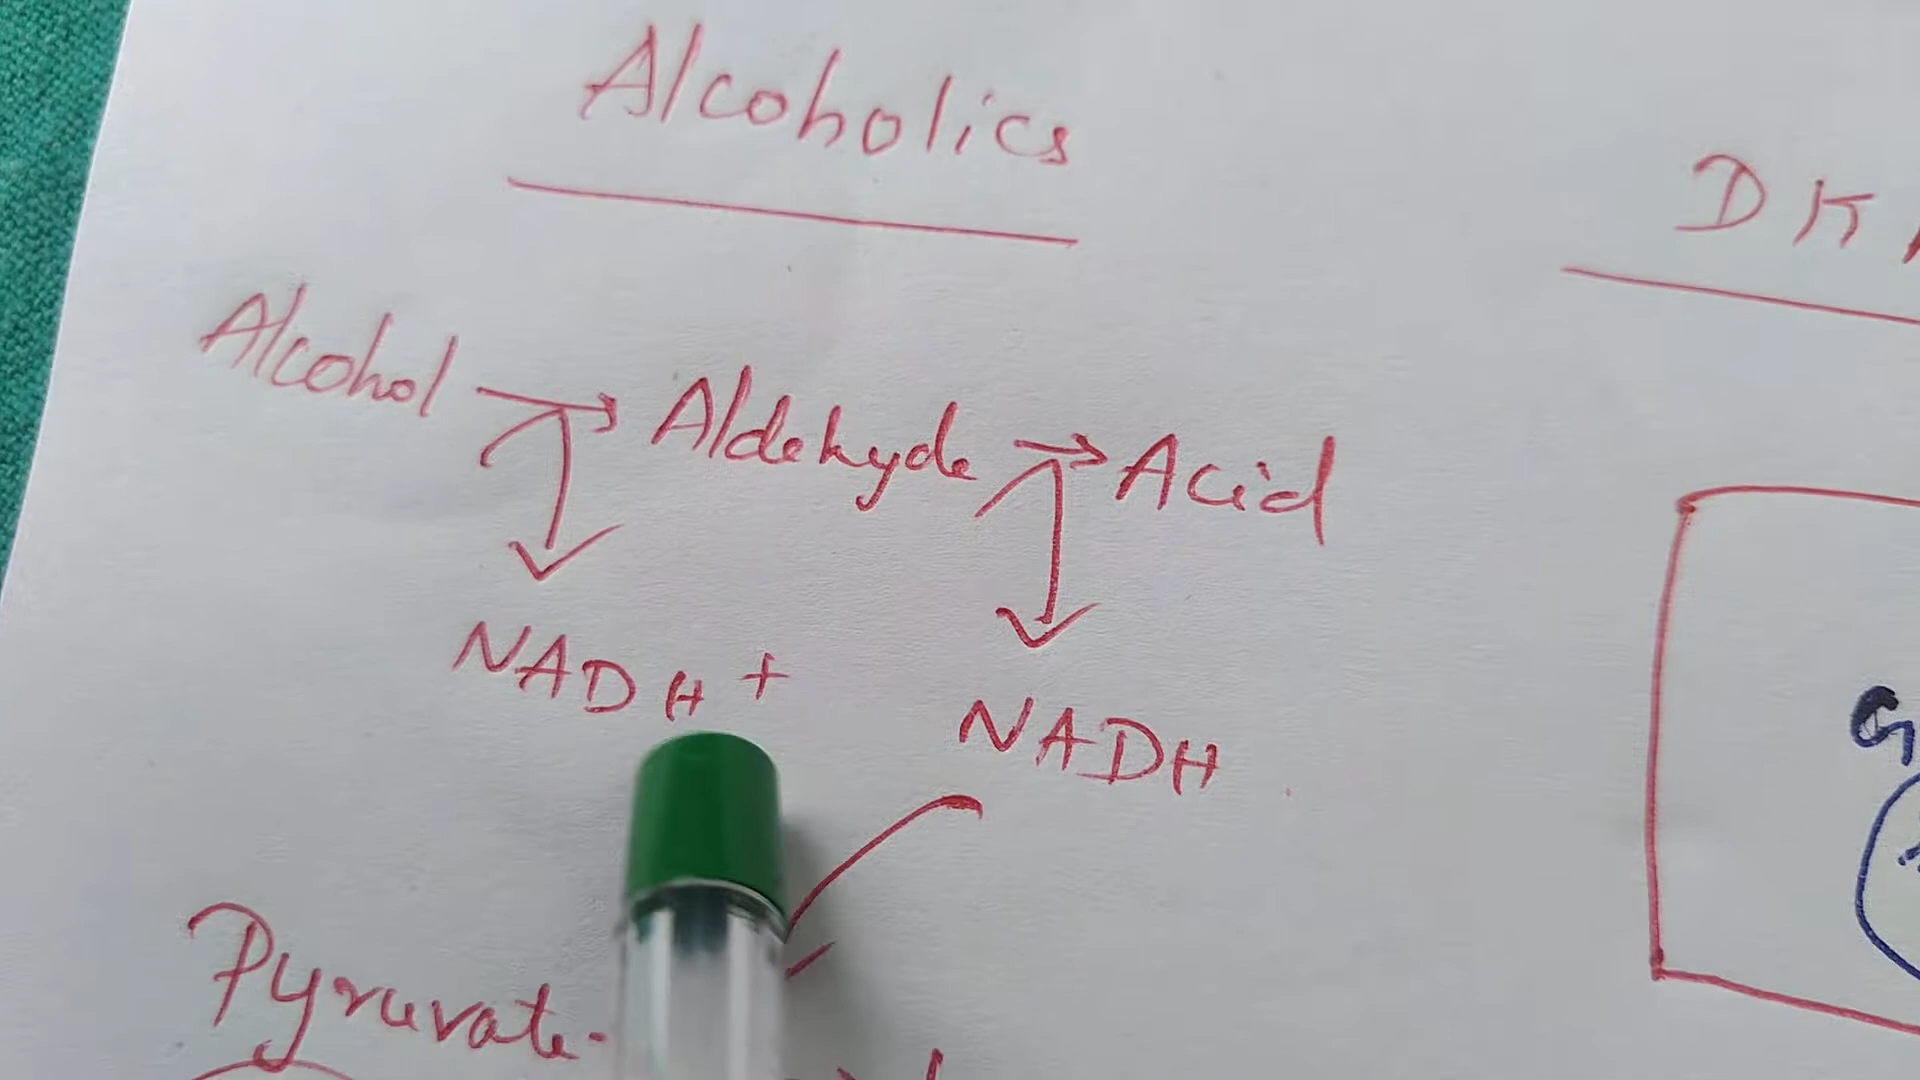 Alcoholics
DK
Alcohol → Aldehyde → Acid
NADH + NADH
Pyruvate